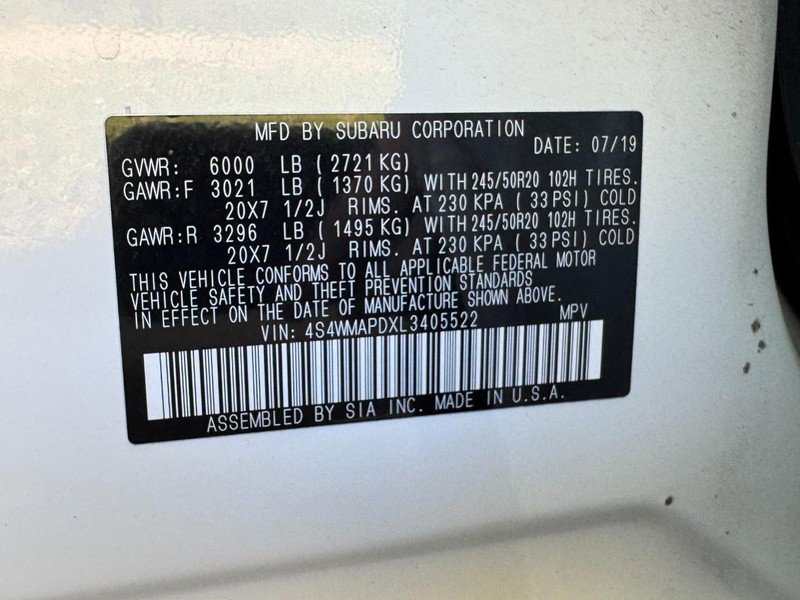 MFD BY SUBARU CORPORATION
DATE: 07/19
GVWR: 6000 LB ( 2721 KG)
GAWR:F 3021 LB ( 1370 KG) WITH 245/50R20 102H TIRES.
20X7 1/2J RIMS. AT 230 KPA ( 33 PSI) COLD
GAWR:R 3296 LB ( 1495 KG) WITH 245/50R20 102H TIRES.
20X7 1/2J RIMS. AT 230 KPA ( 33 PSI) COLD
THIS VEHICLE CONFORMS TO ALL APPLICABLE FEDERAL MOTOR
VEHICLE SAFETY AND THEFT PREVENTION STANDARDS
IN EFFECT ON THE DATE OF MANUFACTURE SHOWN ABOVE.
VIN: 4S4WMAPDXL3405522 MPV
ASSEMBLED BY SIA INC. MADE IN U.S.A.